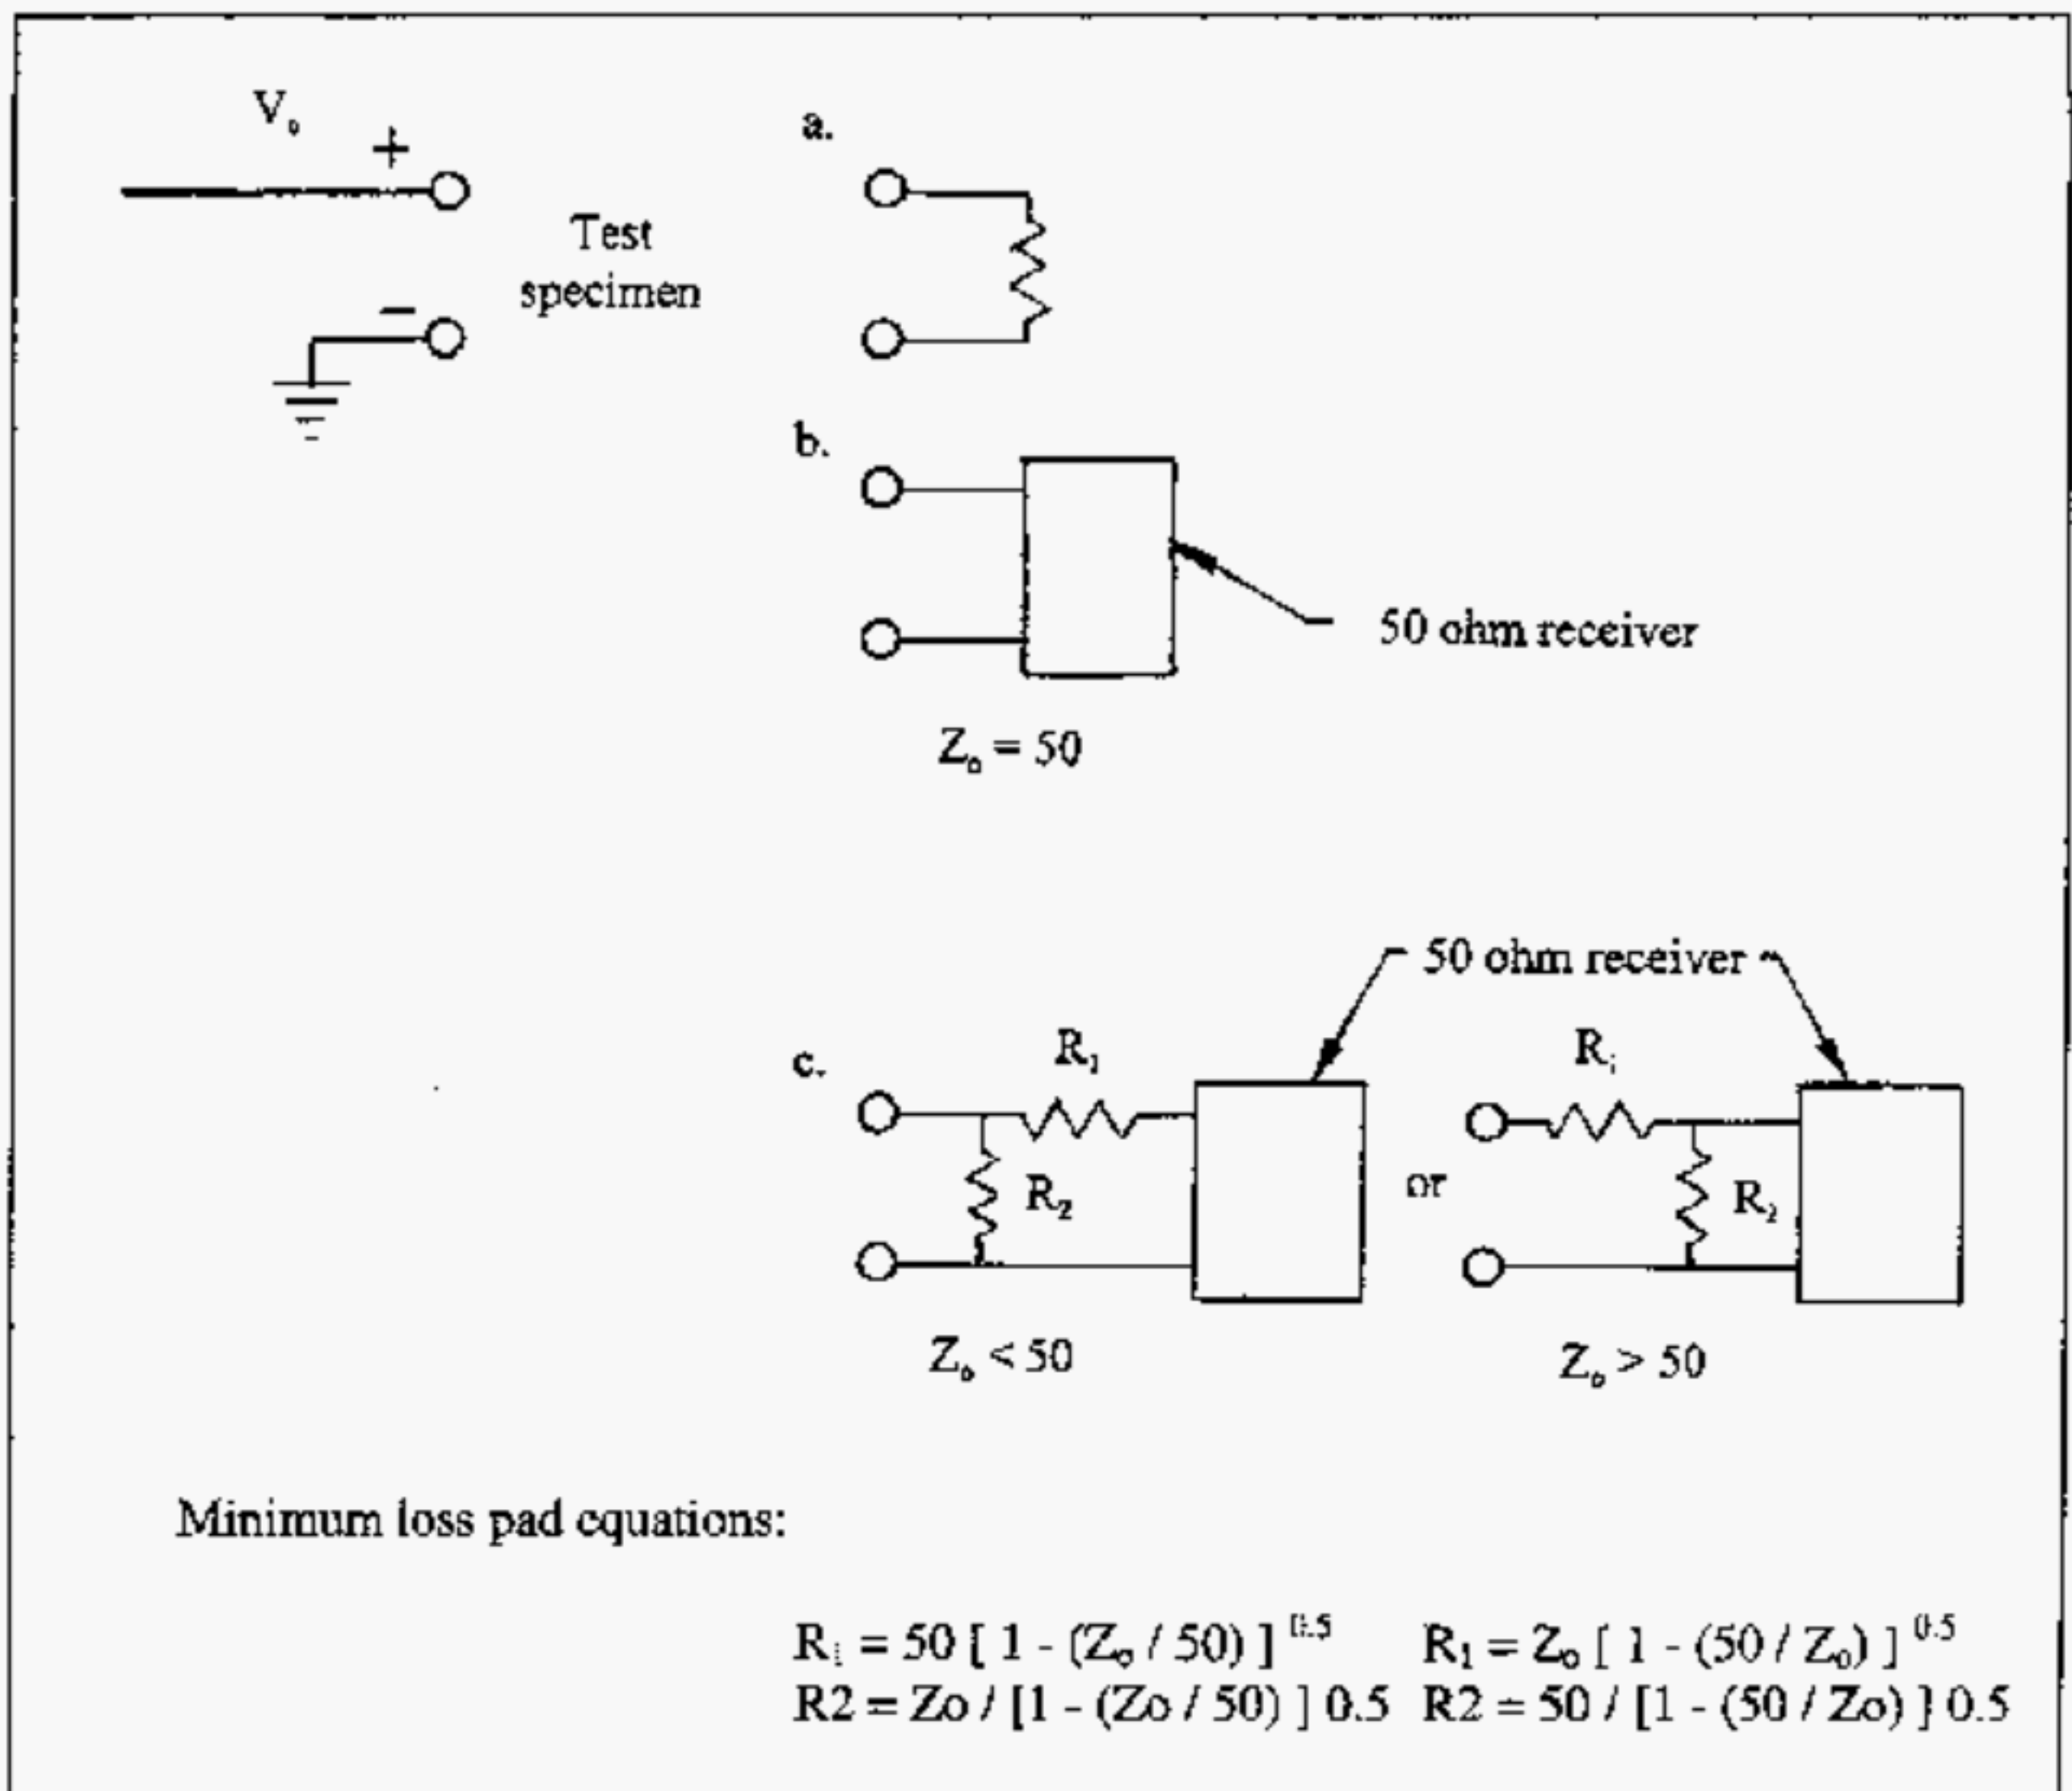 V₀
+
−
Test
specimen
a.
b.
50 ohm receiver
Z₀ = 50
50 ohm receiver
c.
R₁
R₂
Z₀ < 50
or
R₁
R₂
Z₀ > 50
Minimum loss pad equations:
R₁ = 50 [ 1 - (Z₀ / 50) ] ⁰·⁵
R₁ = Z₀ [ 1 - (50 / Z₀) ] ⁰·⁵
R2 = Zo / [1 - (Zo / 50) ] 0.5
R2 = 50 / [1 - (50 / Zo) ] 0.5